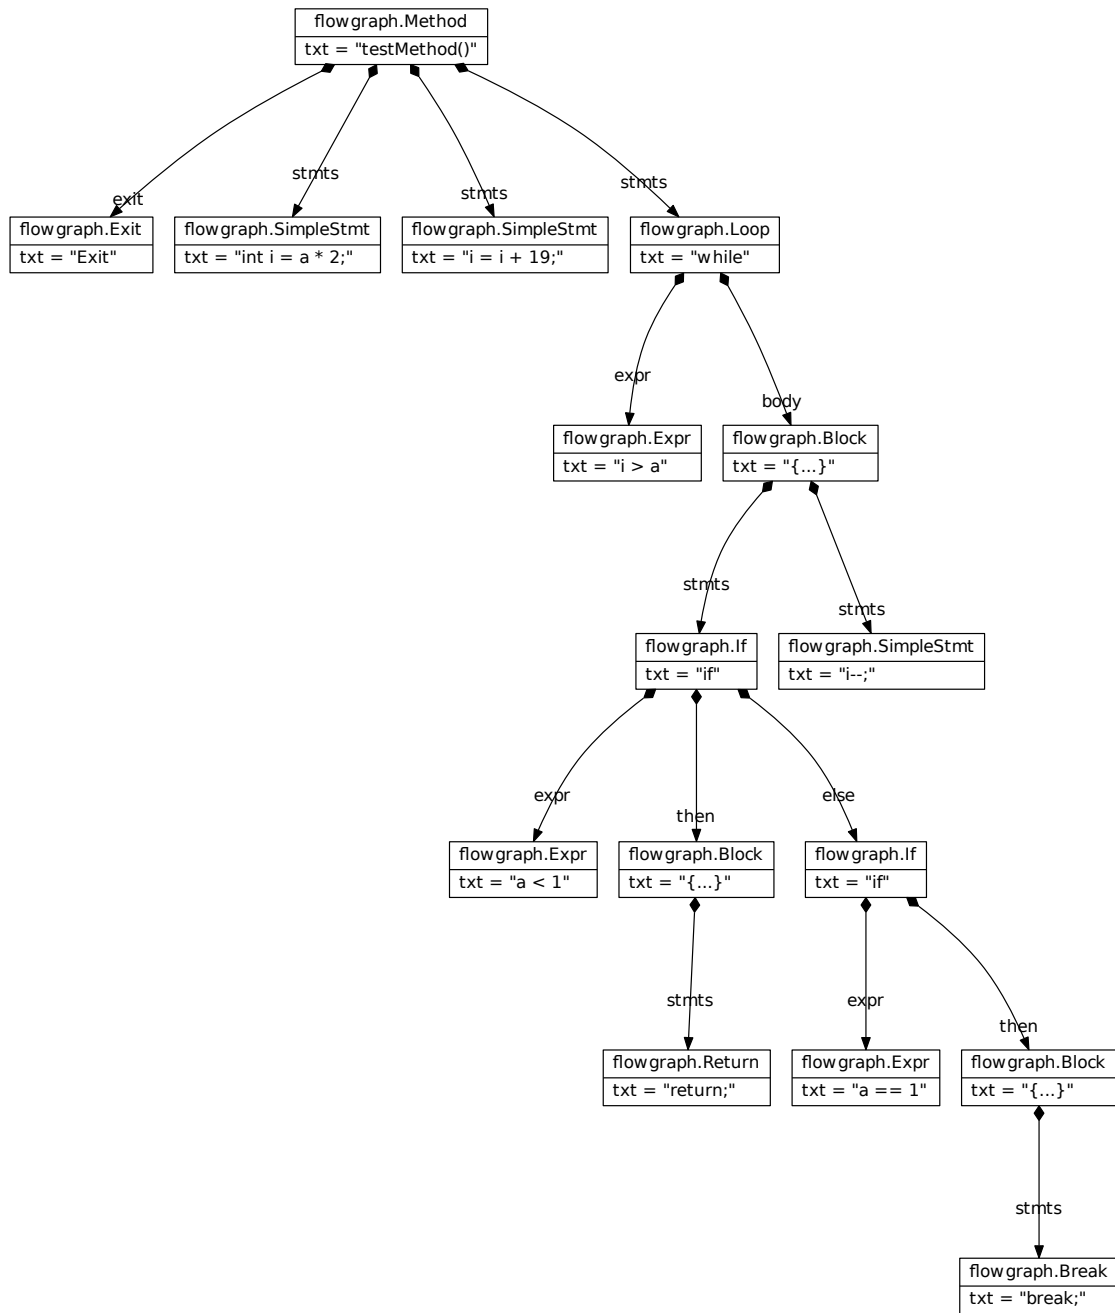 flowgraph.Method
txt = "testMethod()"
exit
stmts
stmts
stmts
flowgraph.Exit
txt = "Exit"
flowgraph.SimpleStmt
txt = "int i = a * 2;"
flowgraph.SimpleStmt
txt = "i = i + 19;"
flowgraph.Loop
txt = "while"
expr
body
flowgraph.Expr
txt = "i > a"
flowgraph.Block
txt = "{...}"
stmts
stmts
flowgraph.If
txt = "if"
flowgraph.SimpleStmt
txt = "i--;"
expr
then
else
flowgraph.Expr
txt = "a < 1"
flowgraph.Block
txt = "{...}"
flowgraph.If
txt = "if"
stmts
expr
then
flowgraph.Return
txt = "return;"
flowgraph.Expr
txt = "a == 1"
flowgraph.Block
txt = "{...}"
stmts
flowgraph.Break
txt = "break;"